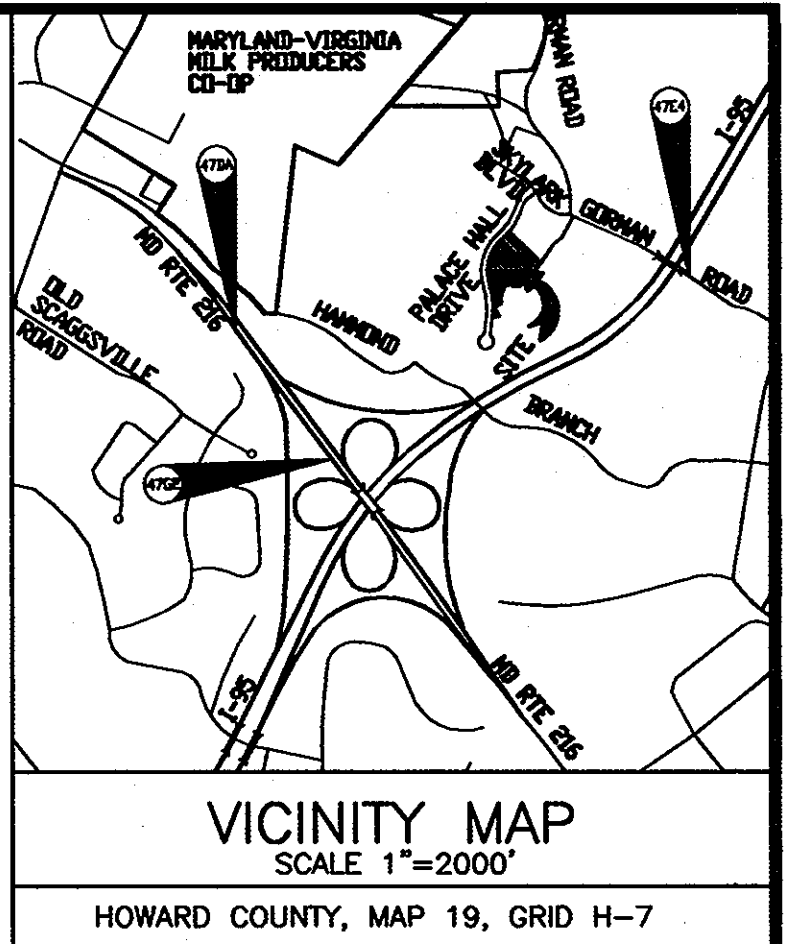 MARYLAND-VIRGINIA
MILK PRODUCERS
CO-OP
GORMAN ROAD
47E4
I-95
47DA
SKYLARK
BLVD
GORMAN ROAD
PALACE HALL
DRIVE
MD RTE 216
OLD
SCAGGSVILLE
ROAD
HAMMOND BRANCH
SITE
I-95
MD RTE 216
VICINITY MAP
SCALE 1"=2000'
HOWARD COUNTY, MAP 19, GRID H-7